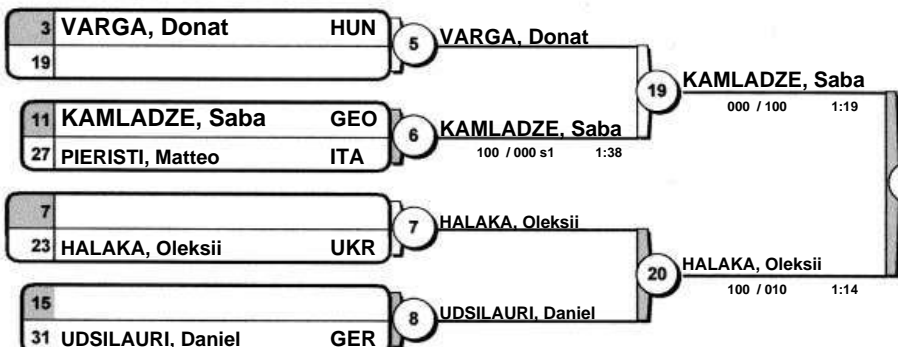 3 VARGA, Donat HUN
19
5 VARGA, Donat
11 KAMLADZE, Saba GEO
27 PIERISTI, Matteo ITA
6 KAMLADZE, Saba
100 / 000 s1 1:38
19 KAMLADZE, Saba
000 / 100 1:19
7
23 HALAKA, Oleksii UKR
7 HALAKA, Oleksii
15
31 UDSILAURI, Daniel GER
8 UDSILAURI, Daniel
20 HALAKA, Oleksii
100 / 010 1:14